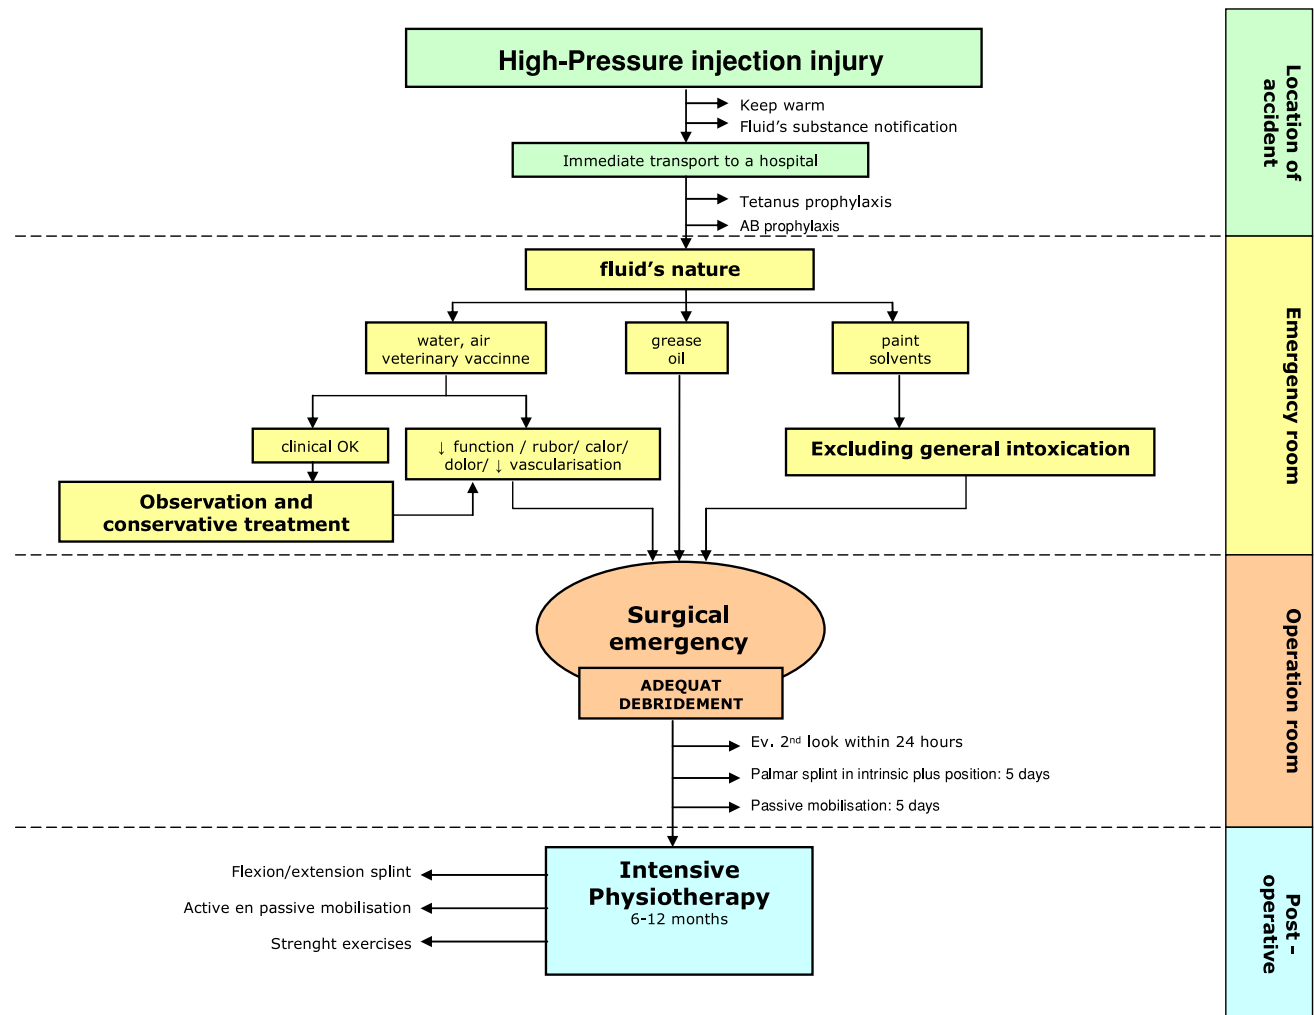 High-Pressure injection injury
Keep warm
Fluid's substance notification
Immediate transport to a hospital
Tetanus prophylaxis
AB prophylaxis
Location of
accident
fluid's nature
water, air
veterinary vaccinne
grease
oil
paint
solvents
clinical OK
↓ function / rubor/ calor/
dolor/ ↓ vascularisation
Excluding general intoxication
Observation and
conservative treatment
Emergency room
Surgical
emergency
ADEQUAT
DEBRIDEMENT
Ev. 2nd look within 24 hours
Palmar splint in intrinsic plus position: 5 days
Passive mobilisation: 5 days
Operation room
Intensive
Physiotherapy
6-12 months
Flexion/extension splint
Active en passive mobilisation
Strenght exercises
Post -
operative